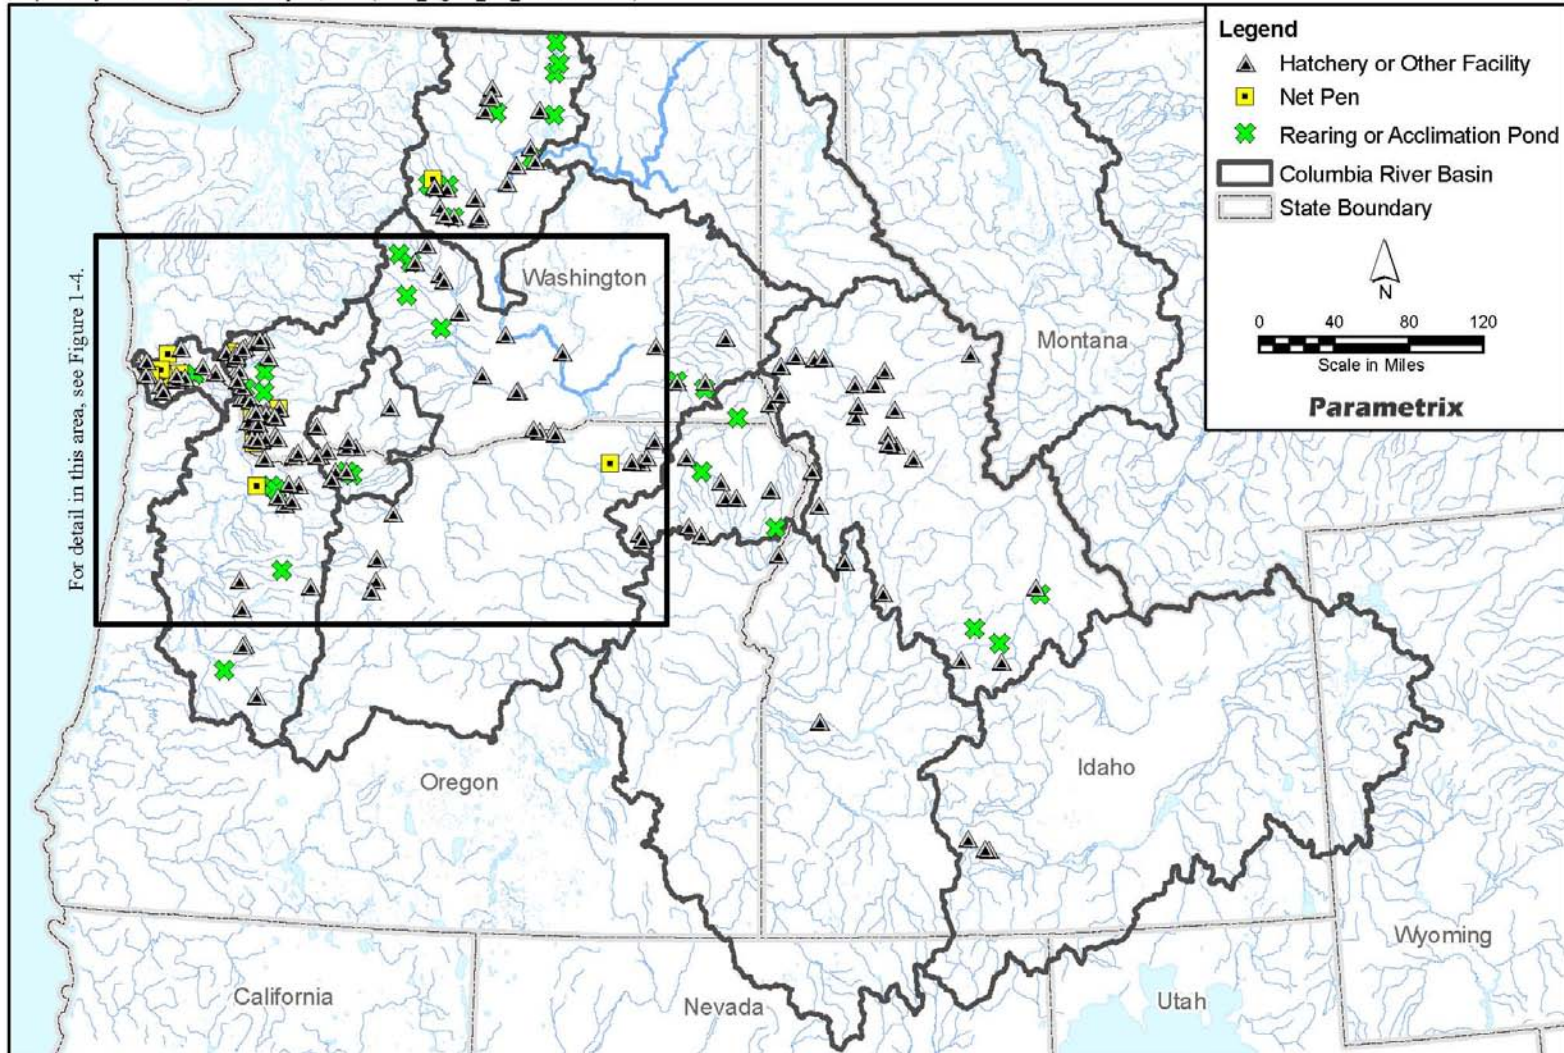 Legend
Hatchery or Other Facility
Net Pen
Rearing or Acclimation Pond
Columbia River Basin
State Boundary
N
0 40 80 120
Scale in Miles
Parametrix
For detail in this area, see Figure 1-4.
Washington
Montana
Oregon
Idaho
Wyoming
California
Nevada
Utah